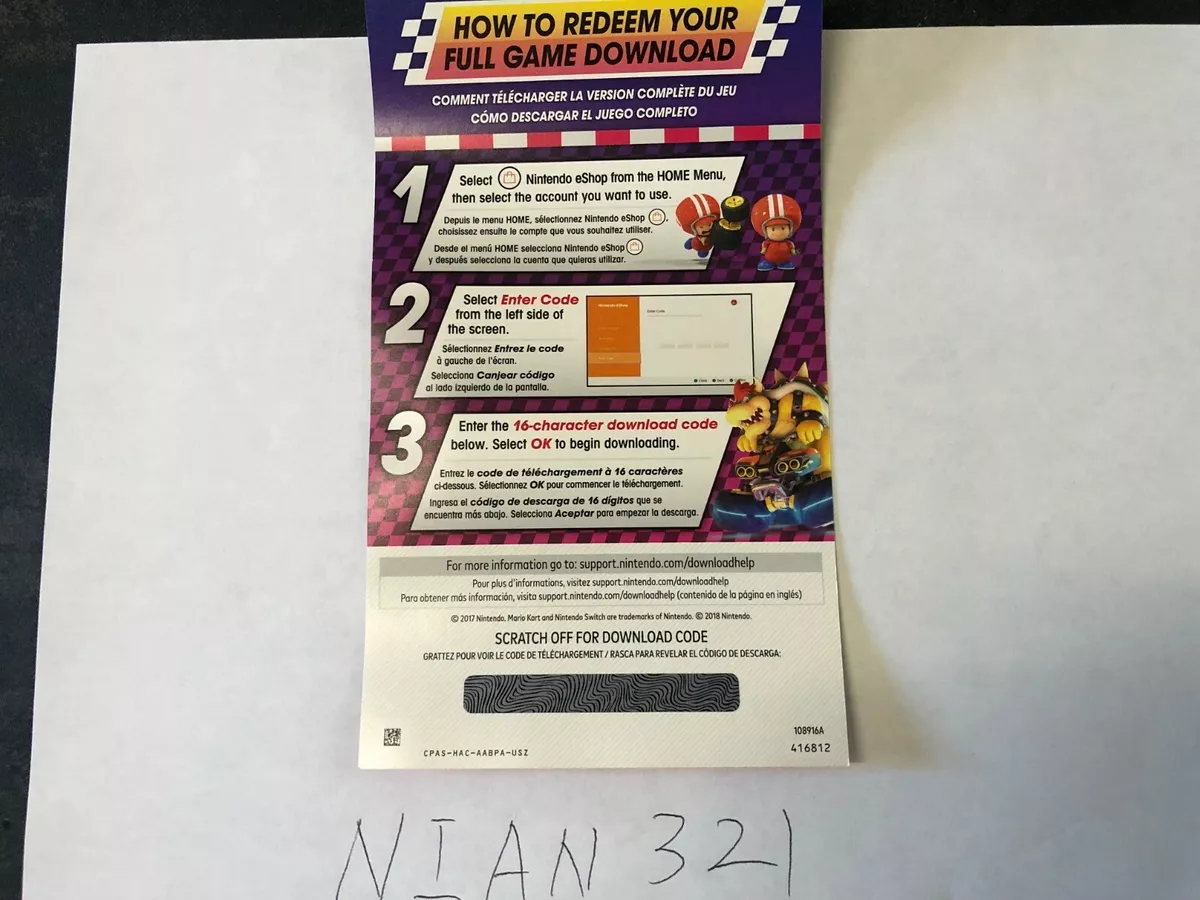 HOW TO REDEEM YOUR
FULL GAME DOWNLOAD
COMMENT TÉLÉCHARGER LA VERSION COMPLÈTE DU JEU
CÓMO DESCARGAR EL JUEGO COMPLETO
1
Select Nintendo eShop from the HOME Menu,
then select the account you want to use.
Depuis le menu HOME, sélectionnez Nintendo eShop ,
choisissez ensuite le compte que vous souhaitez utiliser.
Desde el menú HOME selecciona Nintendo eShop
y después selecciona la cuenta que quieras utilizar.
2
Select Enter Code
from the left side of
the screen.
Sélectionnez Entrez le code
à gauche de l'écran.
Selecciona Canjear código
al lado izquierdo de la pantalla.
Enter Code
3
Enter the 16-character download code
below. Select OK to begin downloading.
Entrez le code de téléchargement à 16 caractères
ci-dessous. Sélectionnez OK pour commencer le téléchargement.
Ingresa el código de descarga de 16 dígitos que se
encuentra más abajo. Selecciona Aceptar para empezar la descarga.
For more information go to: support.nintendo.com/downloadhelp
Pour plus d'informations, visitez support.nintendo.com/downloadhelp
Para obtener más información, visita support.nintendo.com/downloadhelp (contenido de la página en inglés)
© 2017 Nintendo. Mario Kart and Nintendo Switch are trademarks of Nintendo. © 2018 Nintendo.
SCRATCH OFF FOR DOWNLOAD CODE
GRATTEZ POUR VOIR LE CODE DE TÉLÉCHARGEMENT / RASCA PARA REVELAR EL CÓDIGO DE DESCARGA:
108916A
CPAS-HAC-AABPA-USZ
416812
NIAN 321